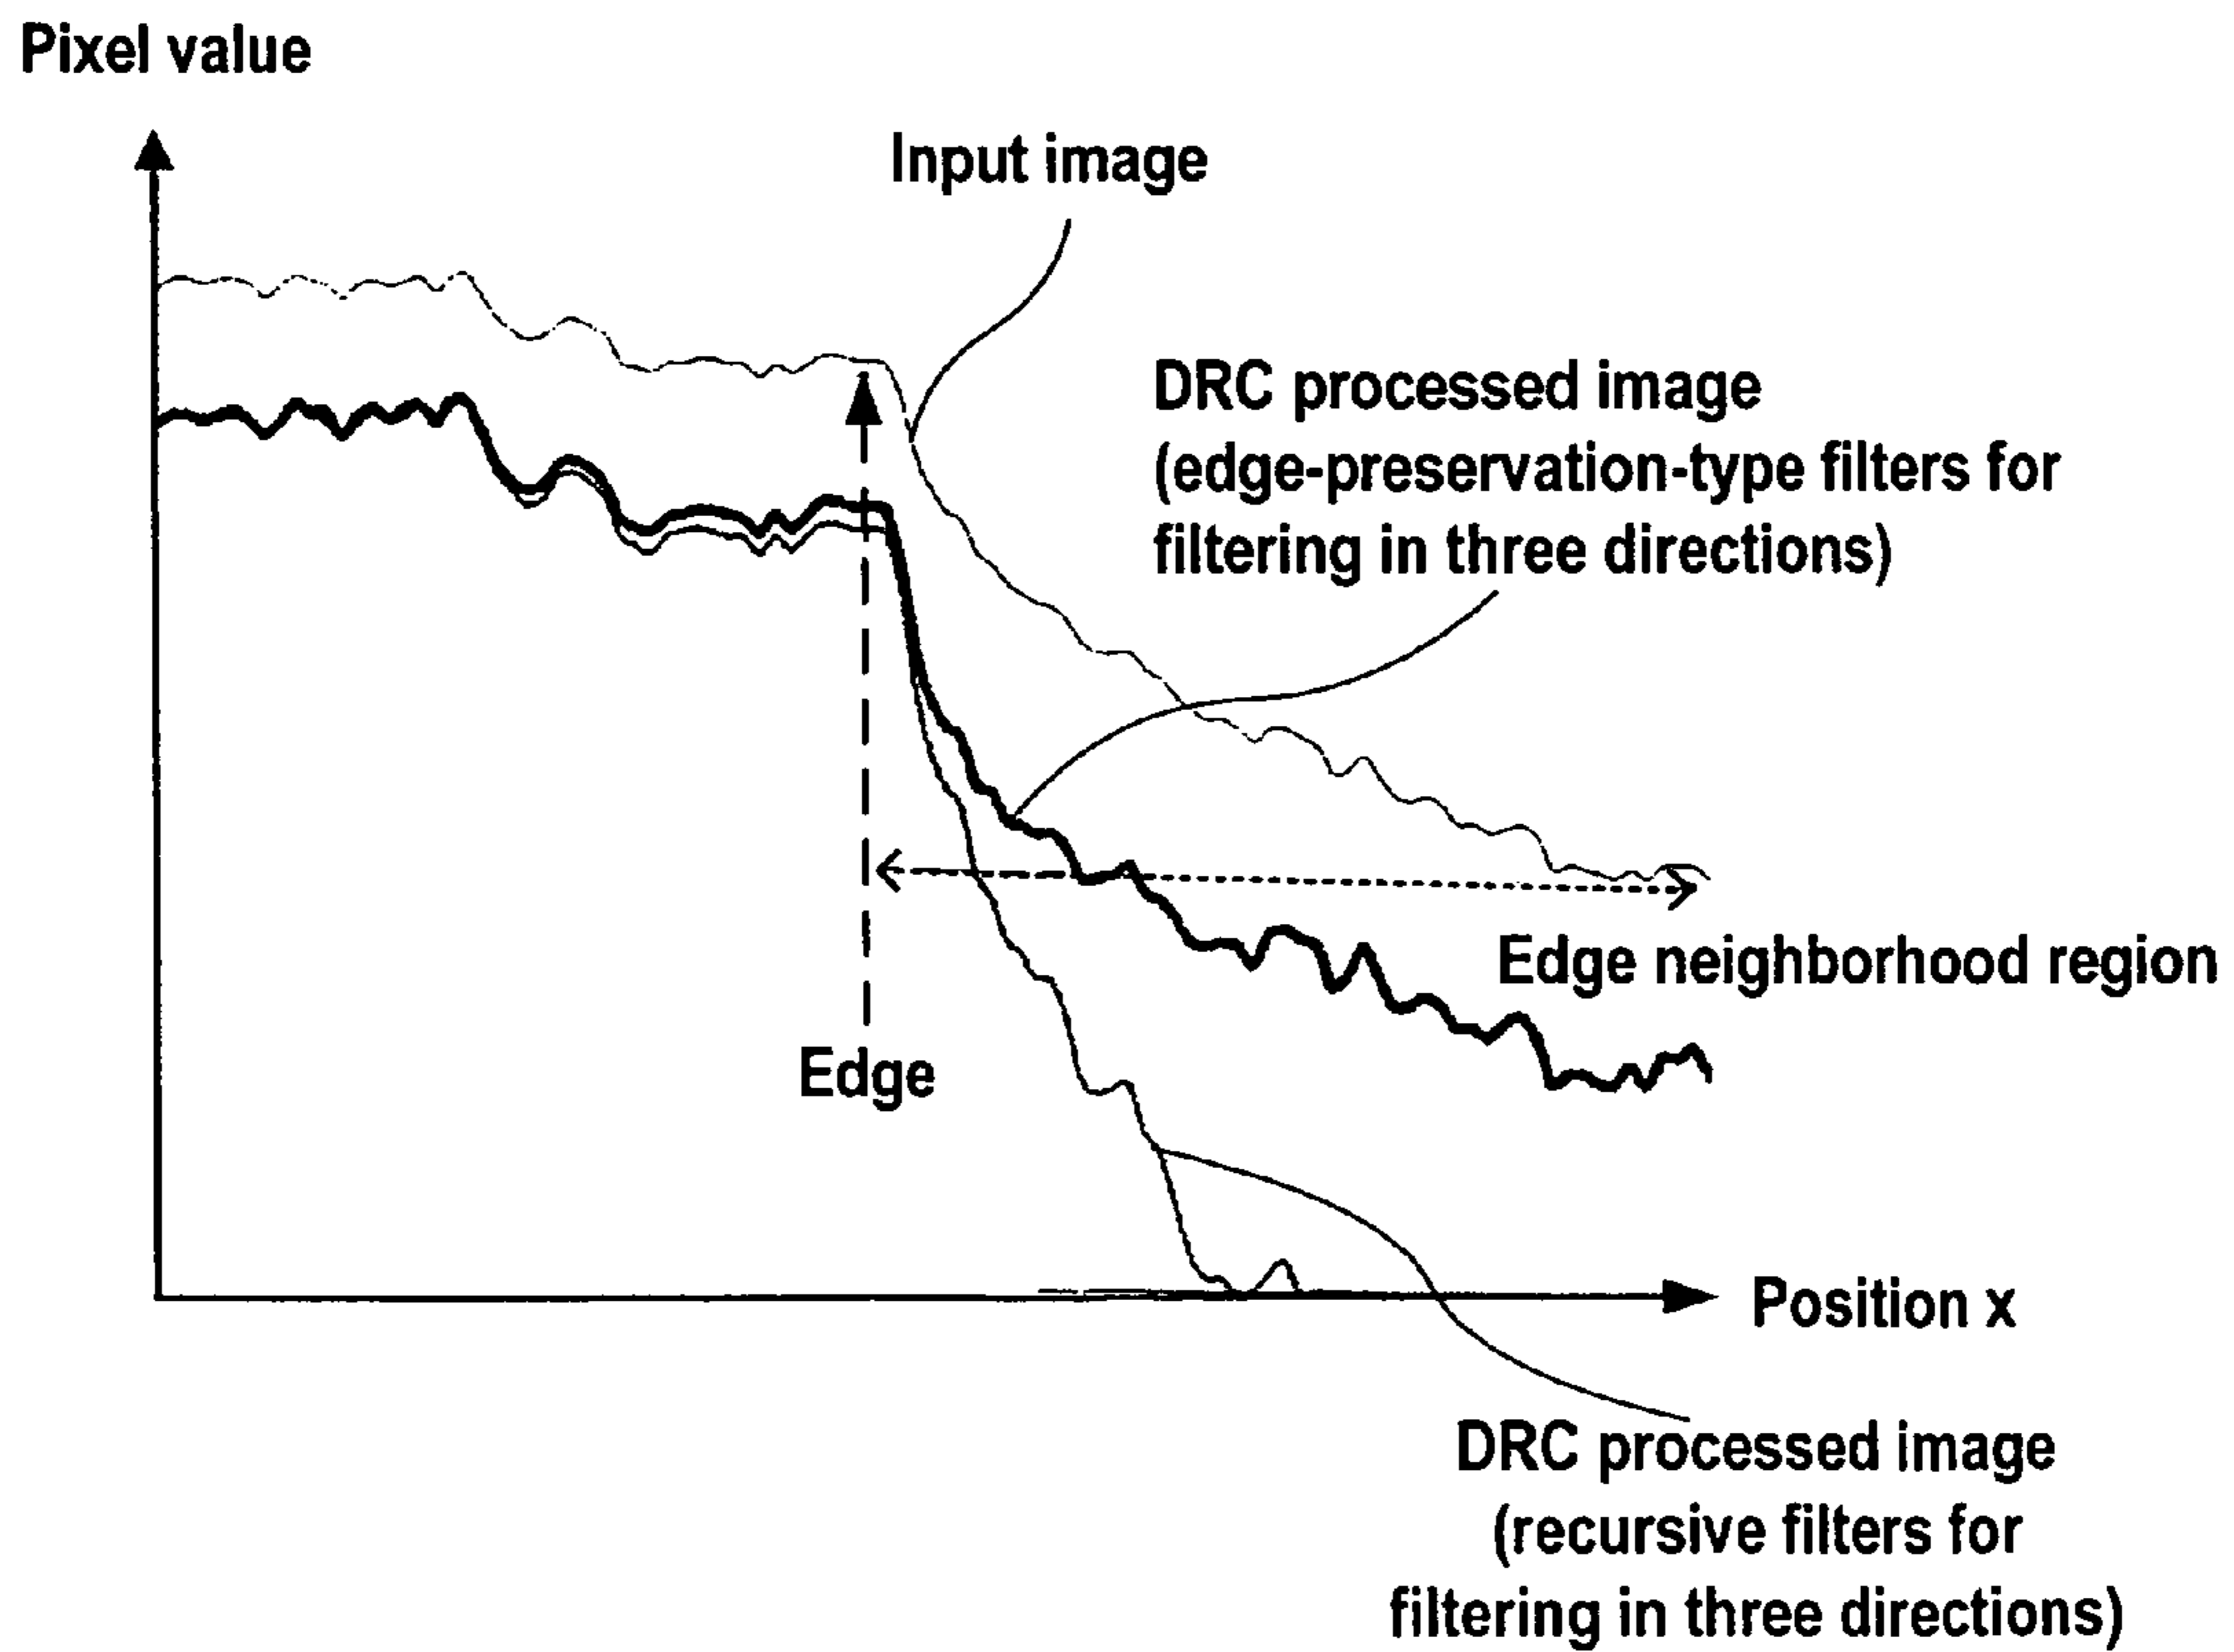 Pixel value
Input image
DRC processed image
(edge-preservation-type filters for
filtering in three directions)
Edge neighborhood region
Edge
Position x
DRC processed image
(recursive filters for
filtering in three directions)